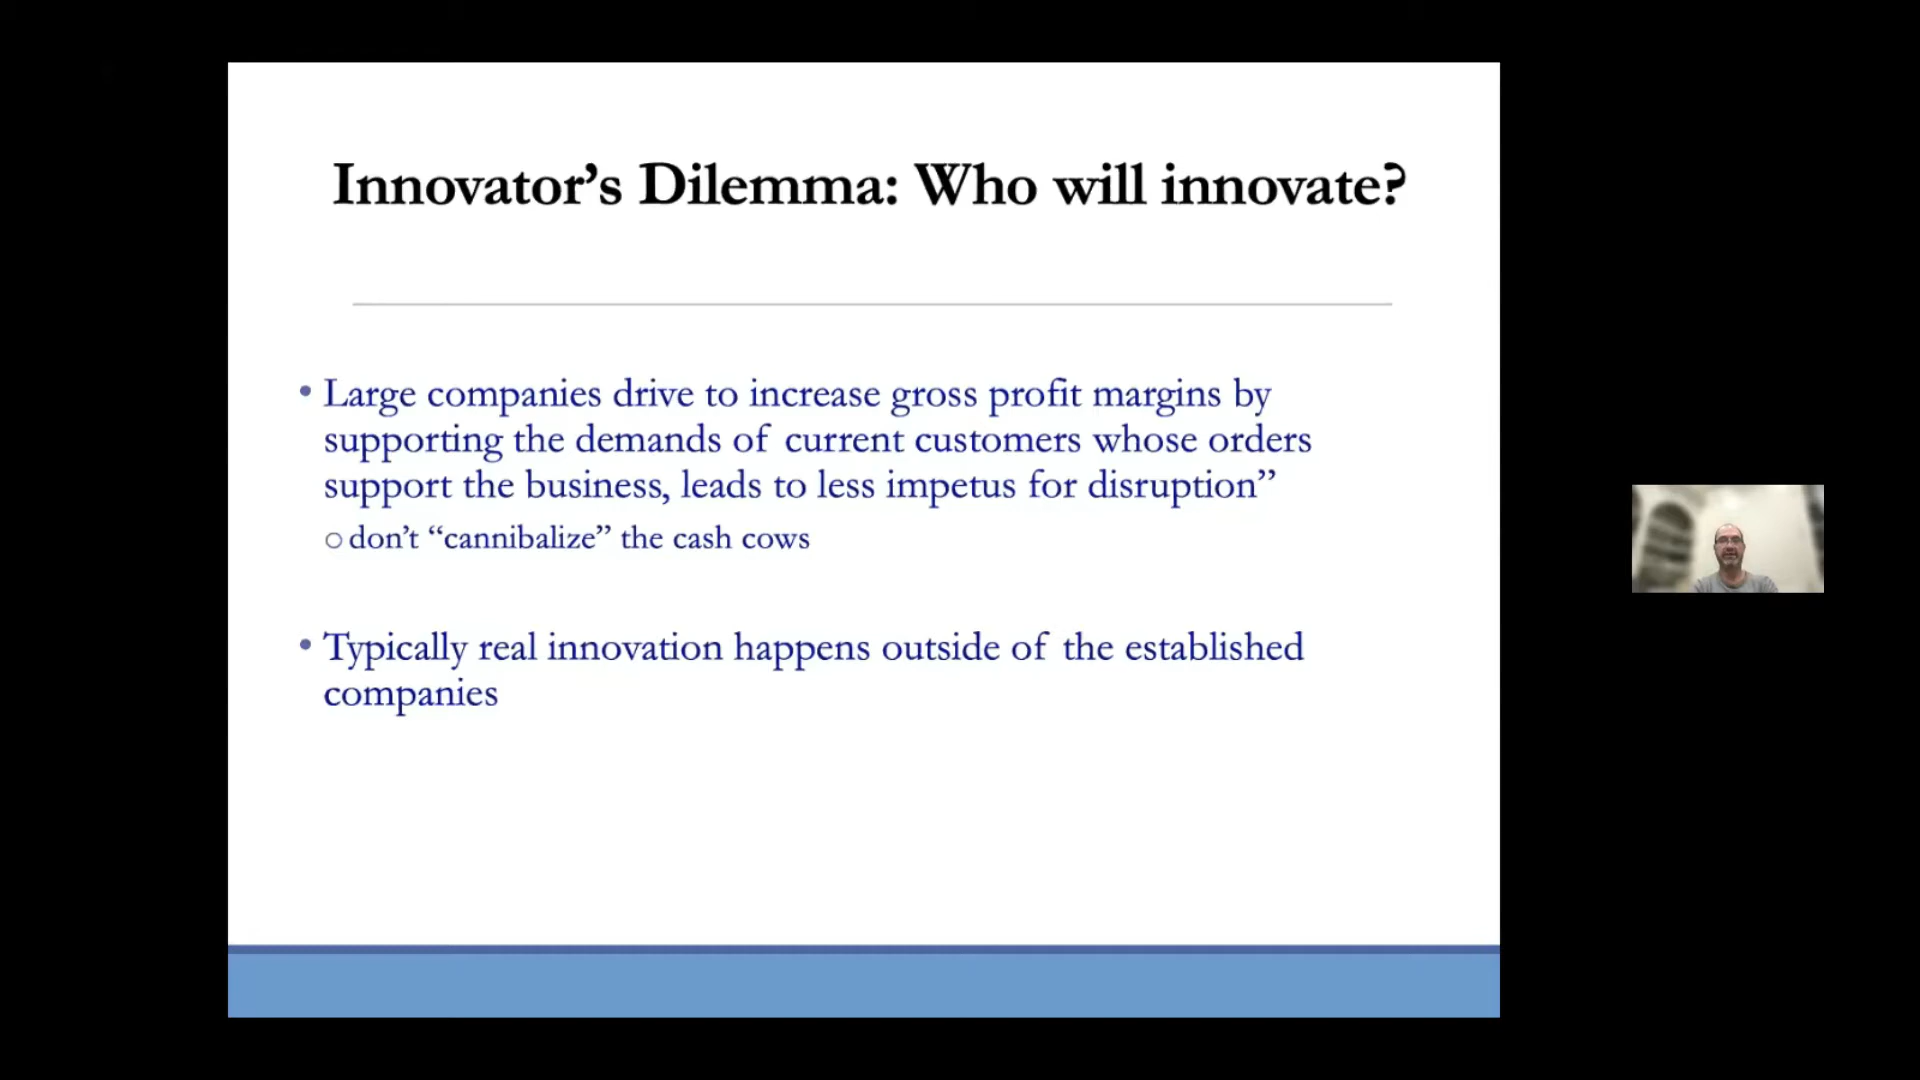 Innovator’s Dilemma: Who will innovate?
• Large companies drive to increase gross profit margins by
supporting the demands of current customers whose orders
support the business, leads to less impetus for disruption”
○ don’t “cannibalize” the cash cows
• Typically real innovation happens outside of the established
companies